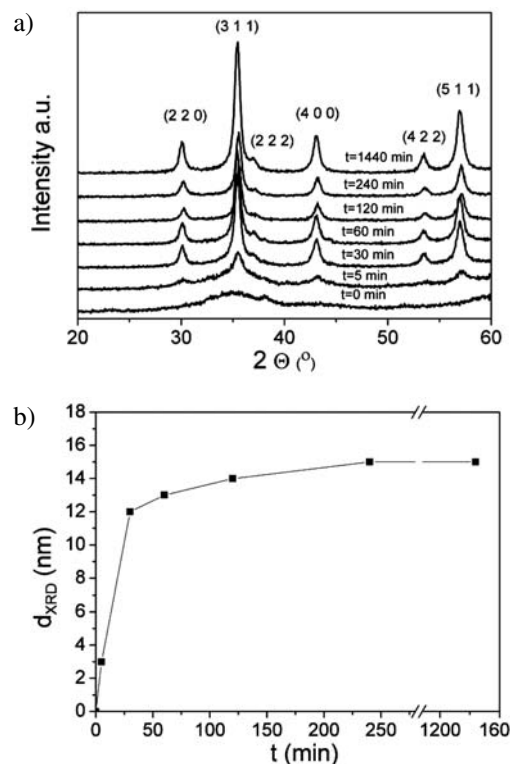 a)
Intensity a.u.
(3 1 1)
(5 1 1)
(2 2 0)
(4 0 0)
(2 2 2)
(4 2 2)
t=1440 min
t=240 min
t=120 min
t=60 min
t=30 min
t=5 min
t=0 min
20 30 40 50 60
2 Θ (°)
b)
d XRD (nm)
18
16
14
12
10
8
6
4
2
0
0 50 100 150 200 250 1200 160
t (min)